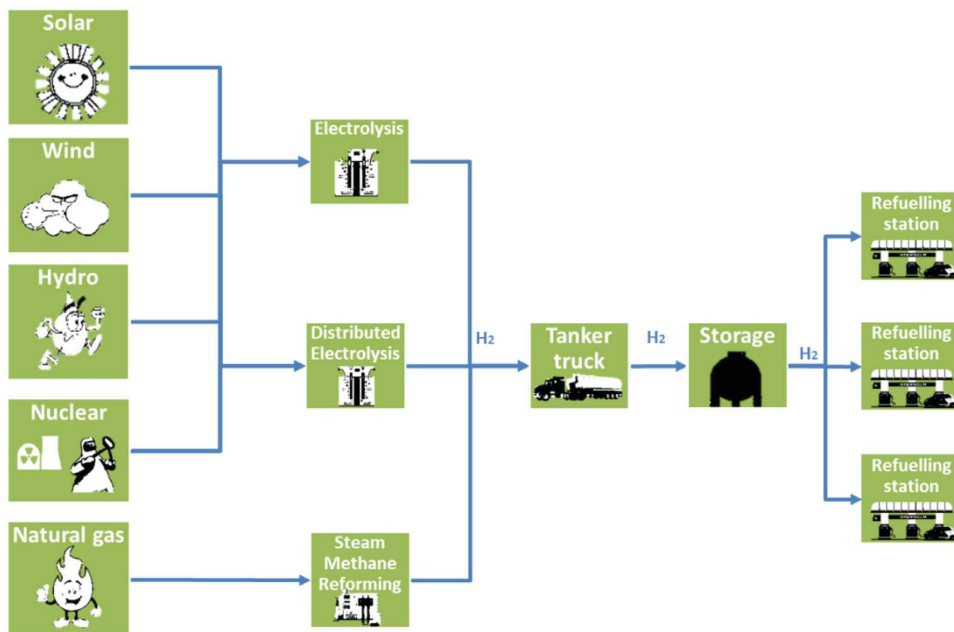 Solar
Wind
Hydro
Nuclear
Natural gas
Electrolysis
Distributed
Electrolysis
Steam
Methane
Reforming
H₂
Tanker
truck
H₂
Storage
H₂
Refuelling
station
Refuelling
station
Refuelling
station